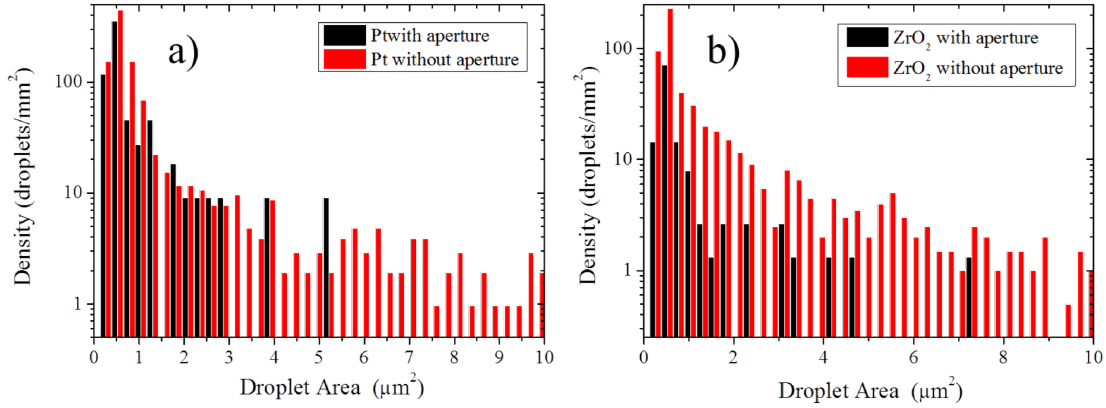 a)
Ptwith aperture
Pt without aperture
Density (droplets/mm²)
100
10
1
0 1 2 3 4 5 6 7 8 9 10
Droplet Area (µm²)
b)
ZrO₂ with aperture
ZrO₂ without aperture
Density (droplets/mm²)
100
10
1
0 2 4 6 8 10
Droplet Area (µm²)